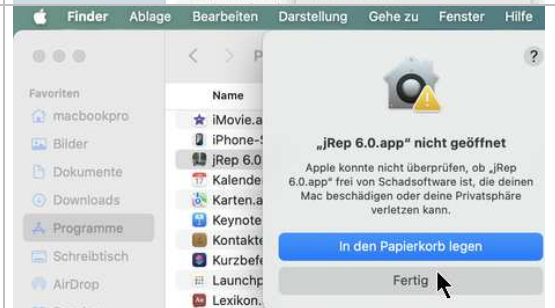 Finder Ablage Bearbeiten Darstellung Gehe zu Fenster Hilfe
?
Favoriten
macbookpro
Bilder
Dokumente
Downloads
Programme
Schreibtisch
AirDrop
P
Name
iMovie.a
iPhone-S
jRep 6.0
Kalende
Karten.a
Keynote
Kontakte
Kurzbefe
Launchp
Lexikon.
„jRep 6.0.app“ nicht geöffnet
Apple konnte nicht überprüfen, ob „jRep
6.0.app“ frei von Schadsoftware ist, die deinen
Mac beschädigen oder deine Privatsphäre
verletzen kann.
In den Papierkorb legen
Fertig